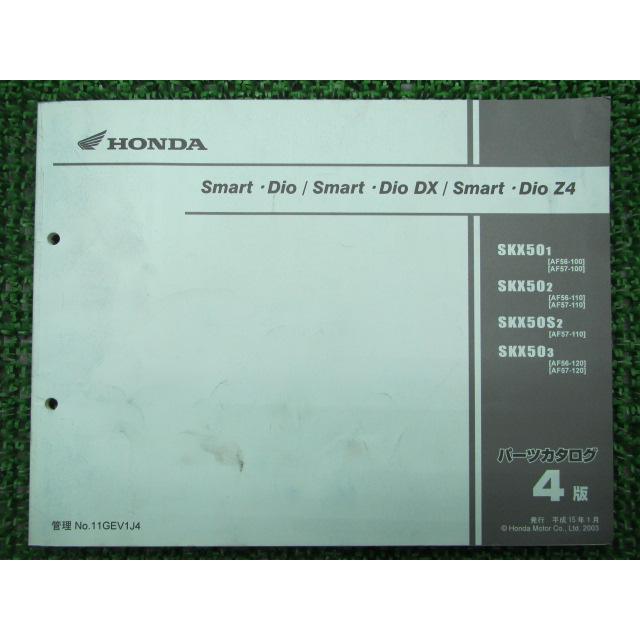 HONDA
Smart・Dio / Smart・Dio DX / Smart・Dio Z4
SKX501
[AF56-100]
[AF57-100]
SKX502
[AF56-110]
[AF57-110]
SKX50S2
[AF57-110]
SKX503
[AF56-120]
[AF57-120]
パーツカタログ
4版
発行 平成15年1月
© Honda Motor Co., Ltd. 2003
管理 No.11GEV1J4